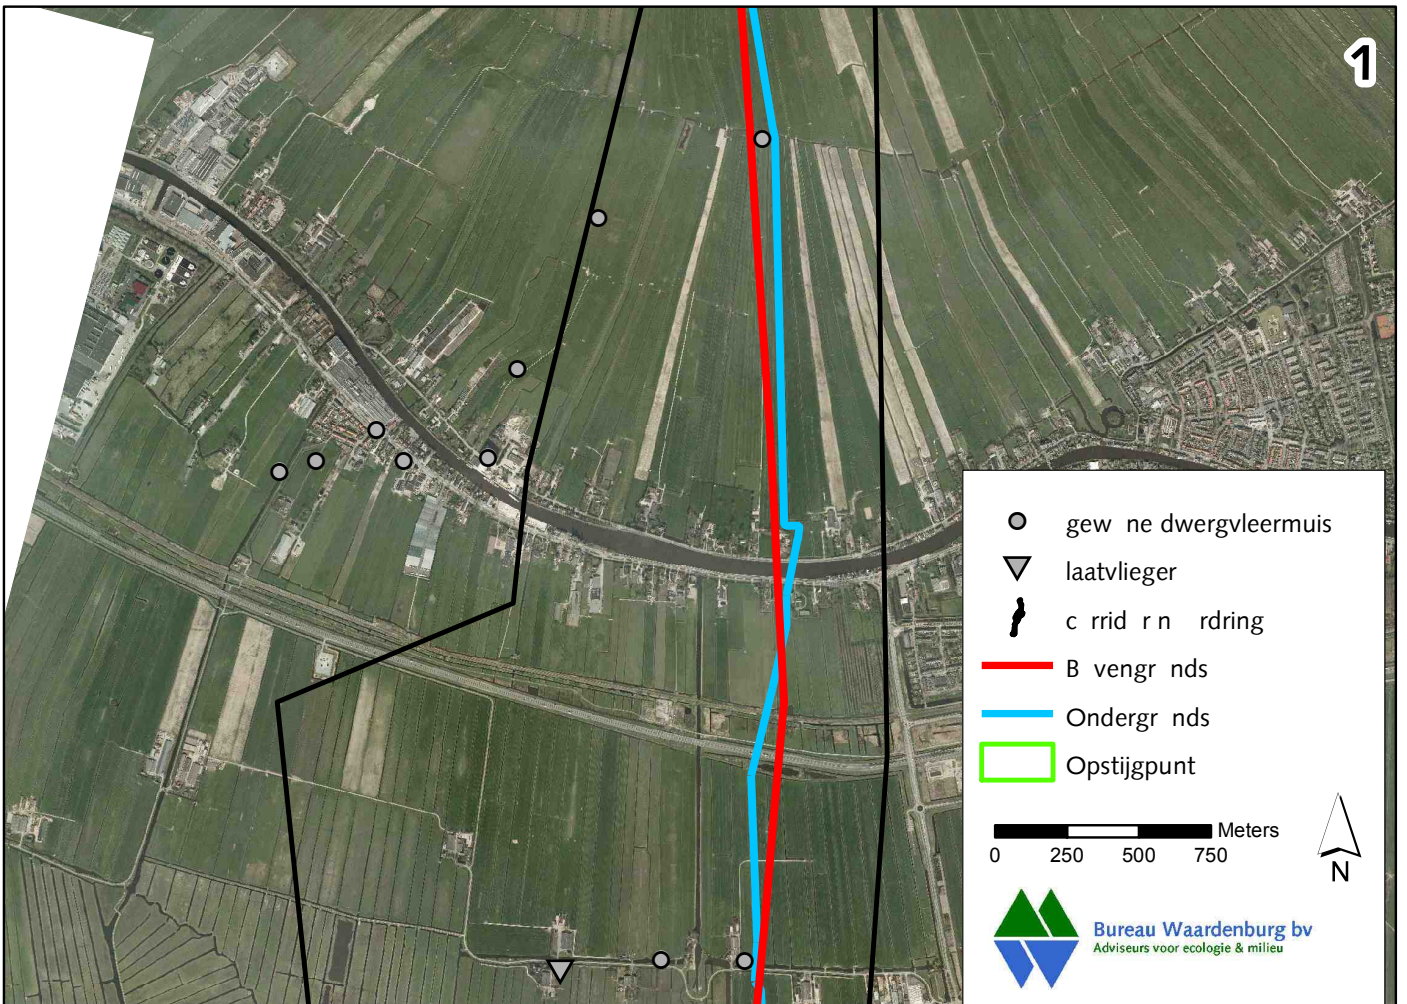 1
gew ne dwergvleermuis
laatvlieger
c rrid r n rdring
B vengr nds
Ondergr nds
Opstijgpunt
Meters
0 250 500 750
N
Bureau Waardenburg bv
Adviseurs voor ecologie & milieu